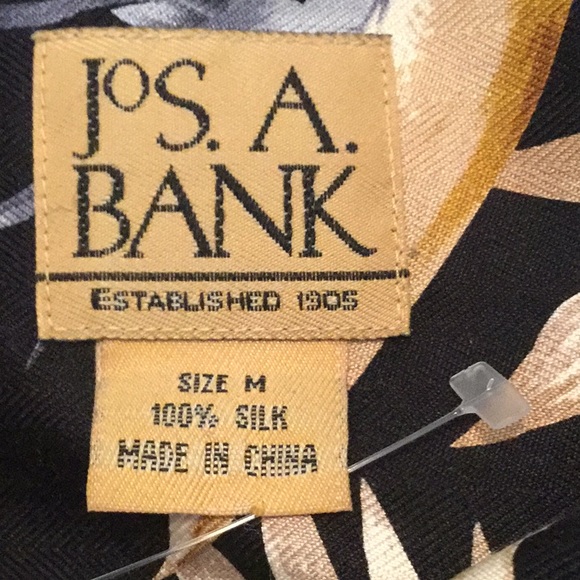 JoS. A.
BANK
ESTABLISHED 1905
SIZE M
100% SILK
MADE IN CHINA